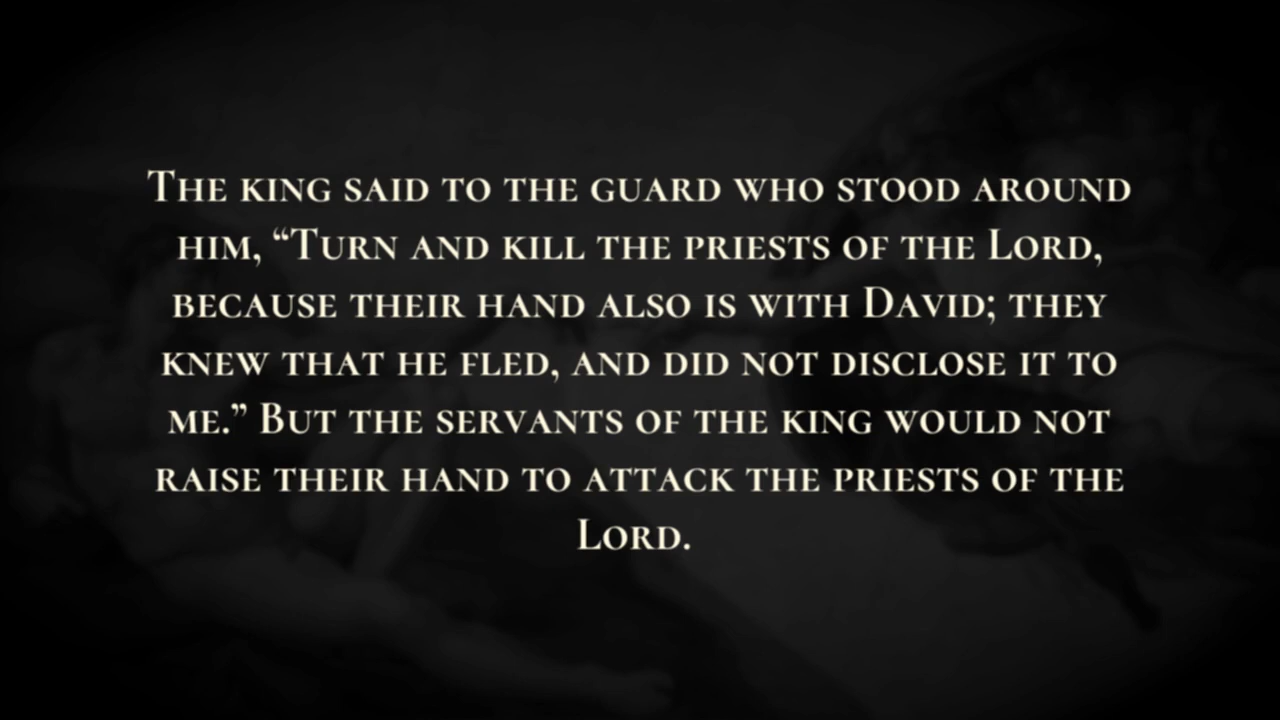 The king said to the guard who stood around
him, “Turn and kill the priests of the Lord,
because their hand also is with David; they
knew that he fled, and did not disclose it to
me.” But the servants of the king would not
raise their hand to attack the priests of the
Lord.